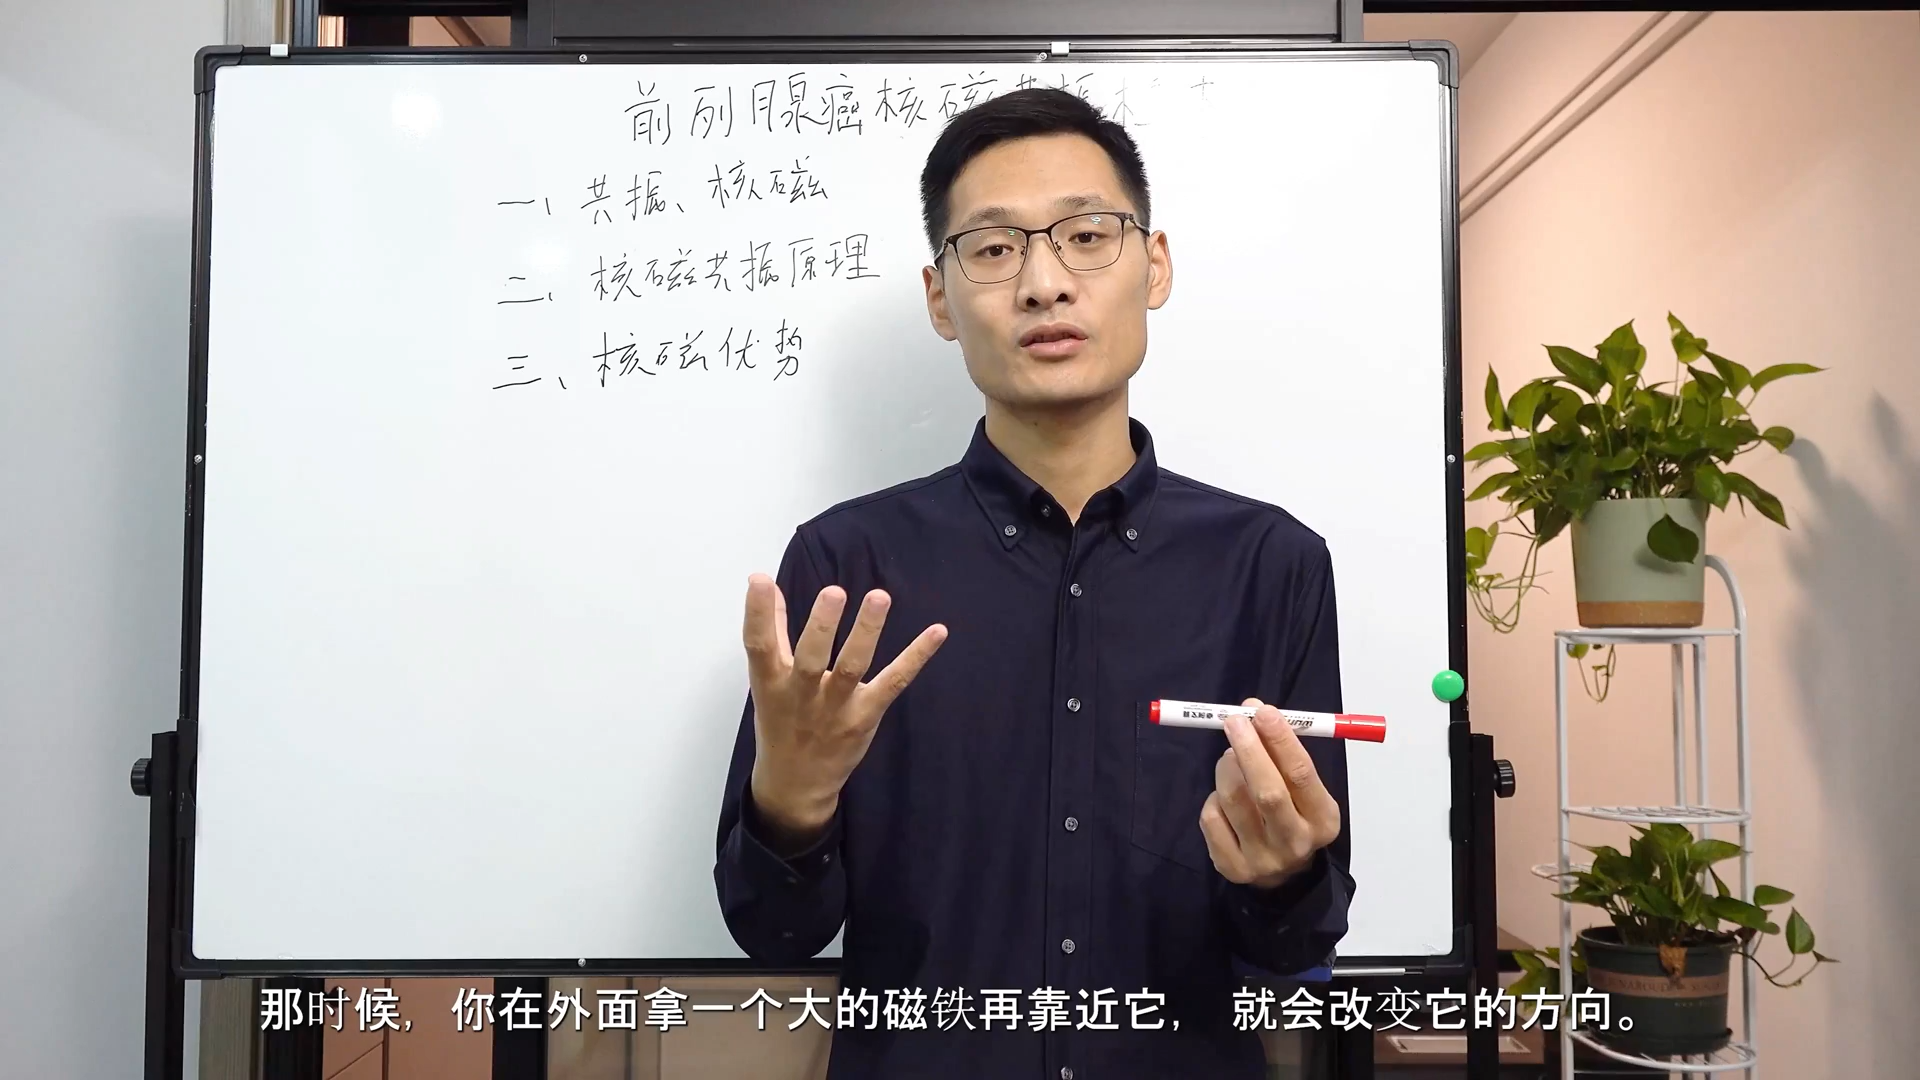 前列腺癌核磁共振
一、共振、核磁
二、核磁共振原理
三、核磁优势
那时候，你在外面拿一个大的磁铁再靠近它，就会改变它的方向。